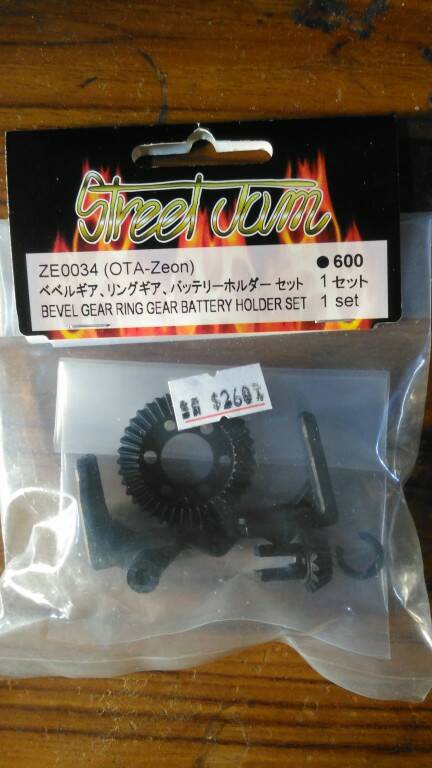 Street Jam
ZE0034 (OTA-Zeon) ●600
ベベルギア、リングギア、バッテリーホルダー セット 1セット
BEVEL GEAR RING GEAR BATTERY HOLDER SET 1 set
$260